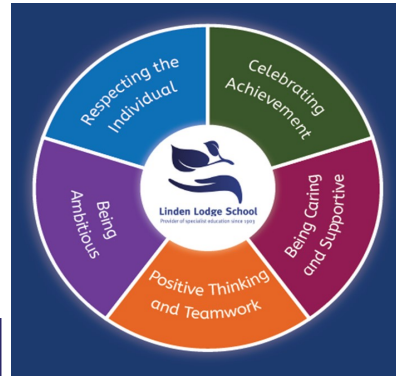 Respecting the
Individual
Celebrating
Achievement
Being Caring
and Supportive
Positive Thinking
and Teamwork
Being
Ambitious
Linden Lodge School
Provider of specialist education since 1903